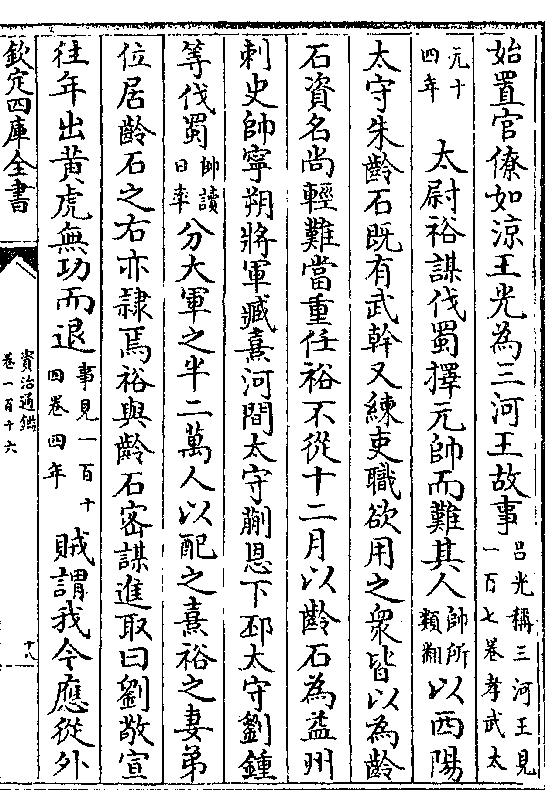 始置官僚如涼王光為三河王故事吕光稱三河王見一百七卷孝武太
元十四年　太尉裕謀伐蜀擇元帥而難其人帥所類翻以西陽
太守朱齡石既有武幹又練吏職欲用之衆皆以為齡
石資名尚輕難當重任裕不從十二月以齡石為益州
刺史帥寧朔將軍臧熹河間太守蒯恩下邳太守劉鍾
等伐蜀帥讀曰率分大軍之半二萬人以配之熹裕之妻弟
位居齡石之右亦隷焉裕與齡石密謀進取曰劉敬宣
往年出黄虎無功而退事見一百十四卷四年賊謂我今應從外
欽定四庫全書
資治通鑑
卷一百十六
十八